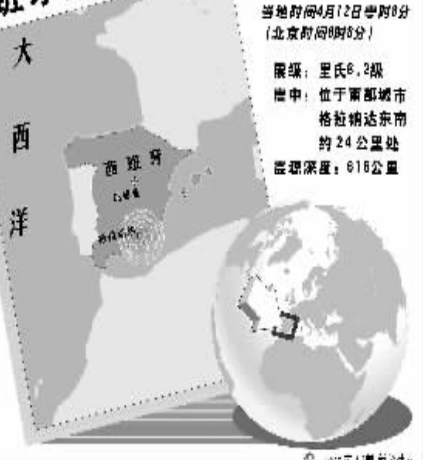 当地时间4月12日零时8分
(北京时间6时8分)
震级：里氏6.2级
震中：位于南部城市
格拉纳达东南
约24公里处
震源深度：616公里
大
西
洋
西班牙